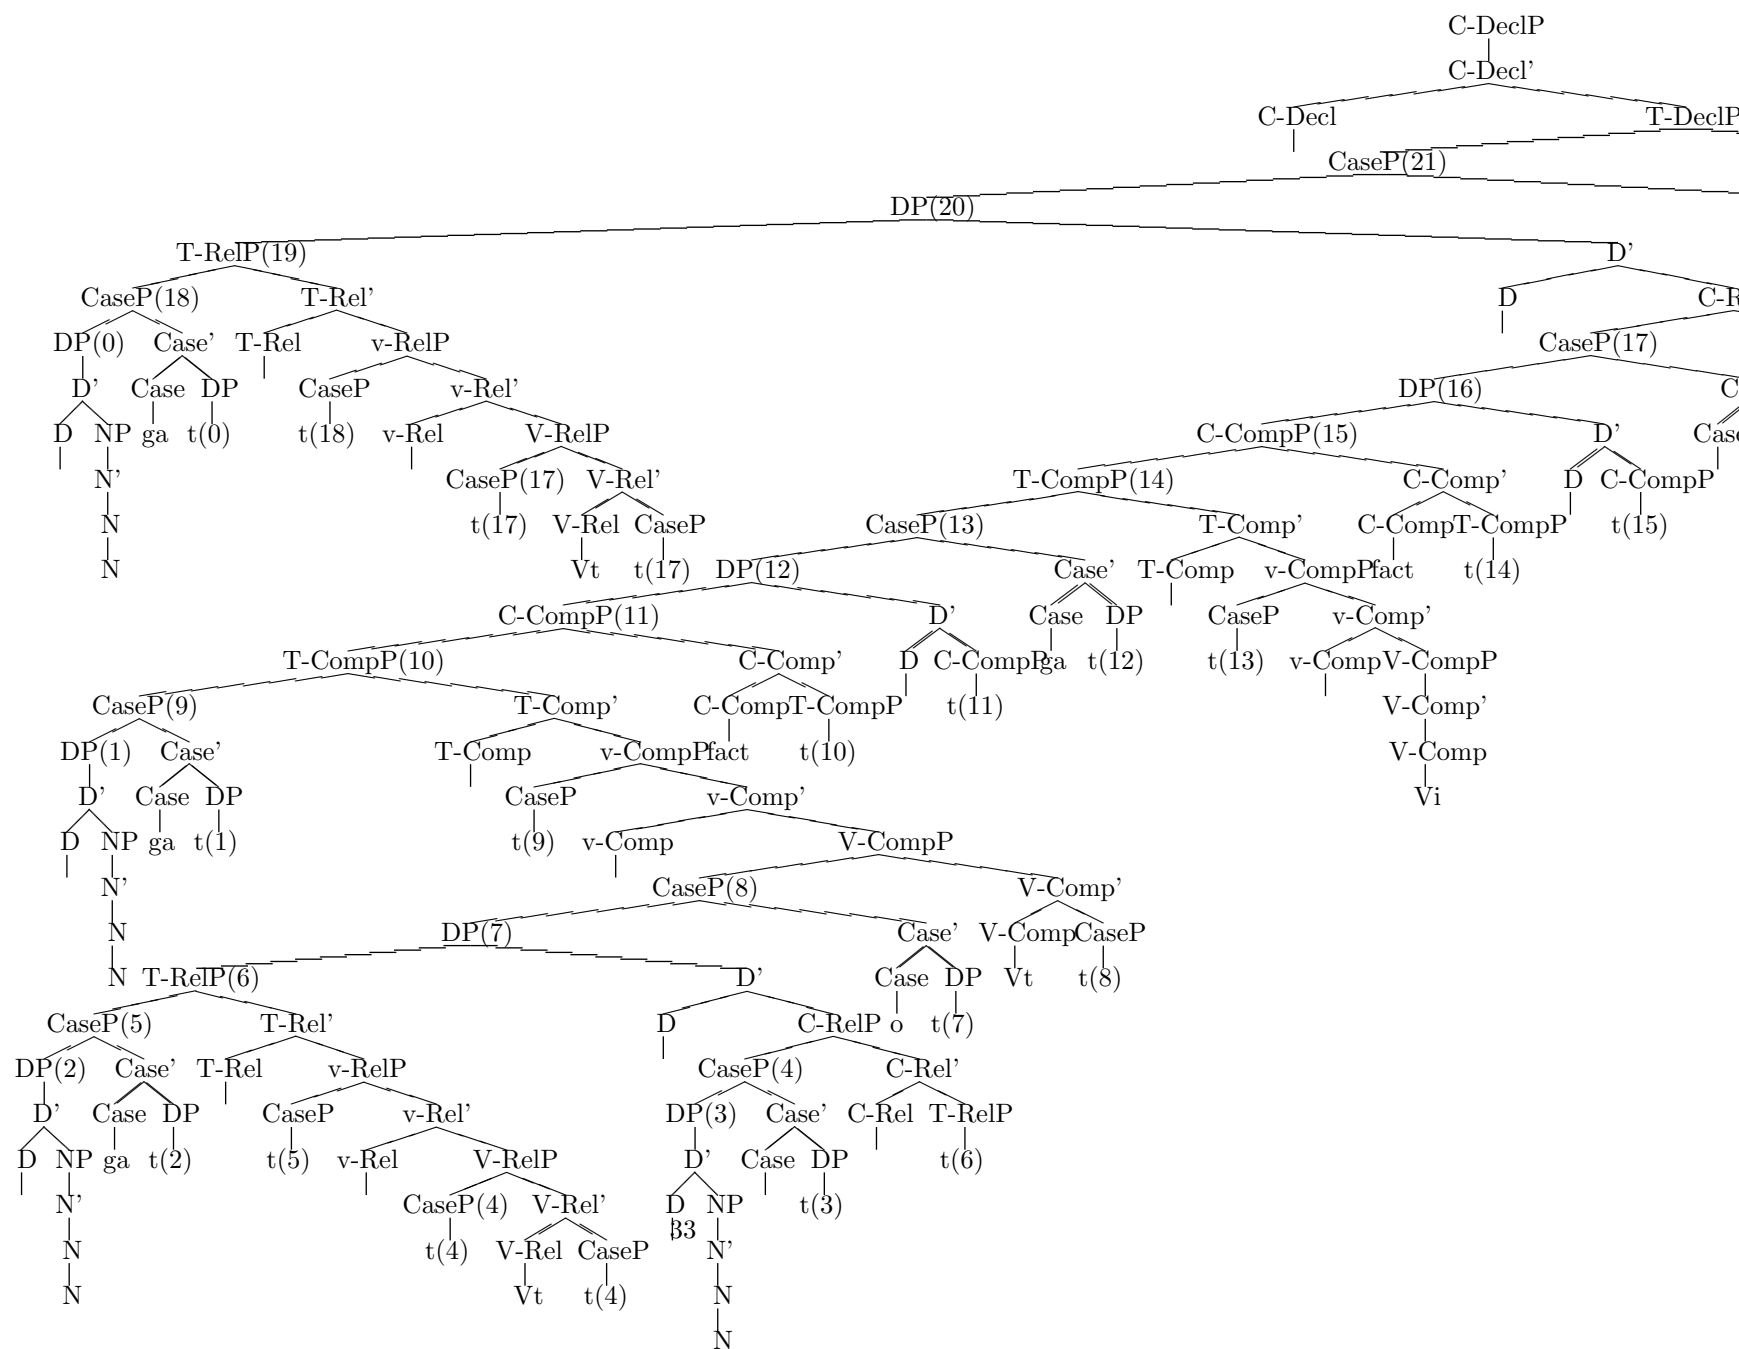 C-DeclP
C-Decl'
C-Decl T-DeclP
CaseP(21)
DP(20)
T-RelP(19) D'
CaseP(18) T-Rel' D C-R
DP(0) Case' T-Rel v-RelP CaseP(17)
D' Case DP CaseP v-Rel' DP(16) C
D NP ga t(0) t(18) v-Rel V-RelP C-CompP(15) D' Case
N' CaseP(17) V-Rel' T-CompP(14) C-Comp' D C-CompP
N t(17) V-Rel CaseP CaseP(13) T-Comp' C-Comp T-CompP t(15)
N Vt t(17) DP(12) Case' T-Comp v-CompP fact t(14)
C-CompP(11) D' Case DP CaseP v-Comp'
T-CompP(10) C-Comp' D C-CompP ga t(12) t(13) v-Comp V-CompP
CaseP(9) T-Comp' C-Comp T-CompP t(11) V-Comp'
DP(1) Case' T-Comp v-CompP fact t(10) V-Comp
D' Case DP CaseP v-Comp' Vi
D NP ga t(1) t(9) v-Comp V-CompP
N' CaseP(8) V-Comp'
N DP(7) Case' V-Comp CaseP
N T-RelP(6) D' Case DP Vt t(8)
CaseP(5) T-Rel' D C-RelP o t(7)
DP(2) Case' T-Rel v-RelP CaseP(4) C-Rel'
D' Case DP CaseP v-Rel' DP(3) Case' C-Rel T-RelP
D NP ga t(2) t(5) v-Rel V-RelP D' Case DP t(6)
N' CaseP(4) V-Rel' D NP t(3)
33
N t(4) V-Rel CaseP N'
N Vt t(4) N
N